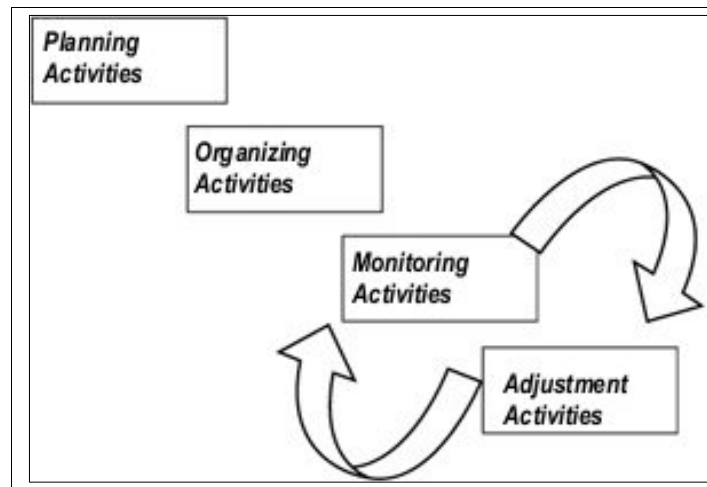 Planning
Activities
Organizing
Activities
Monitoring
Activities
Adjustment
Activities